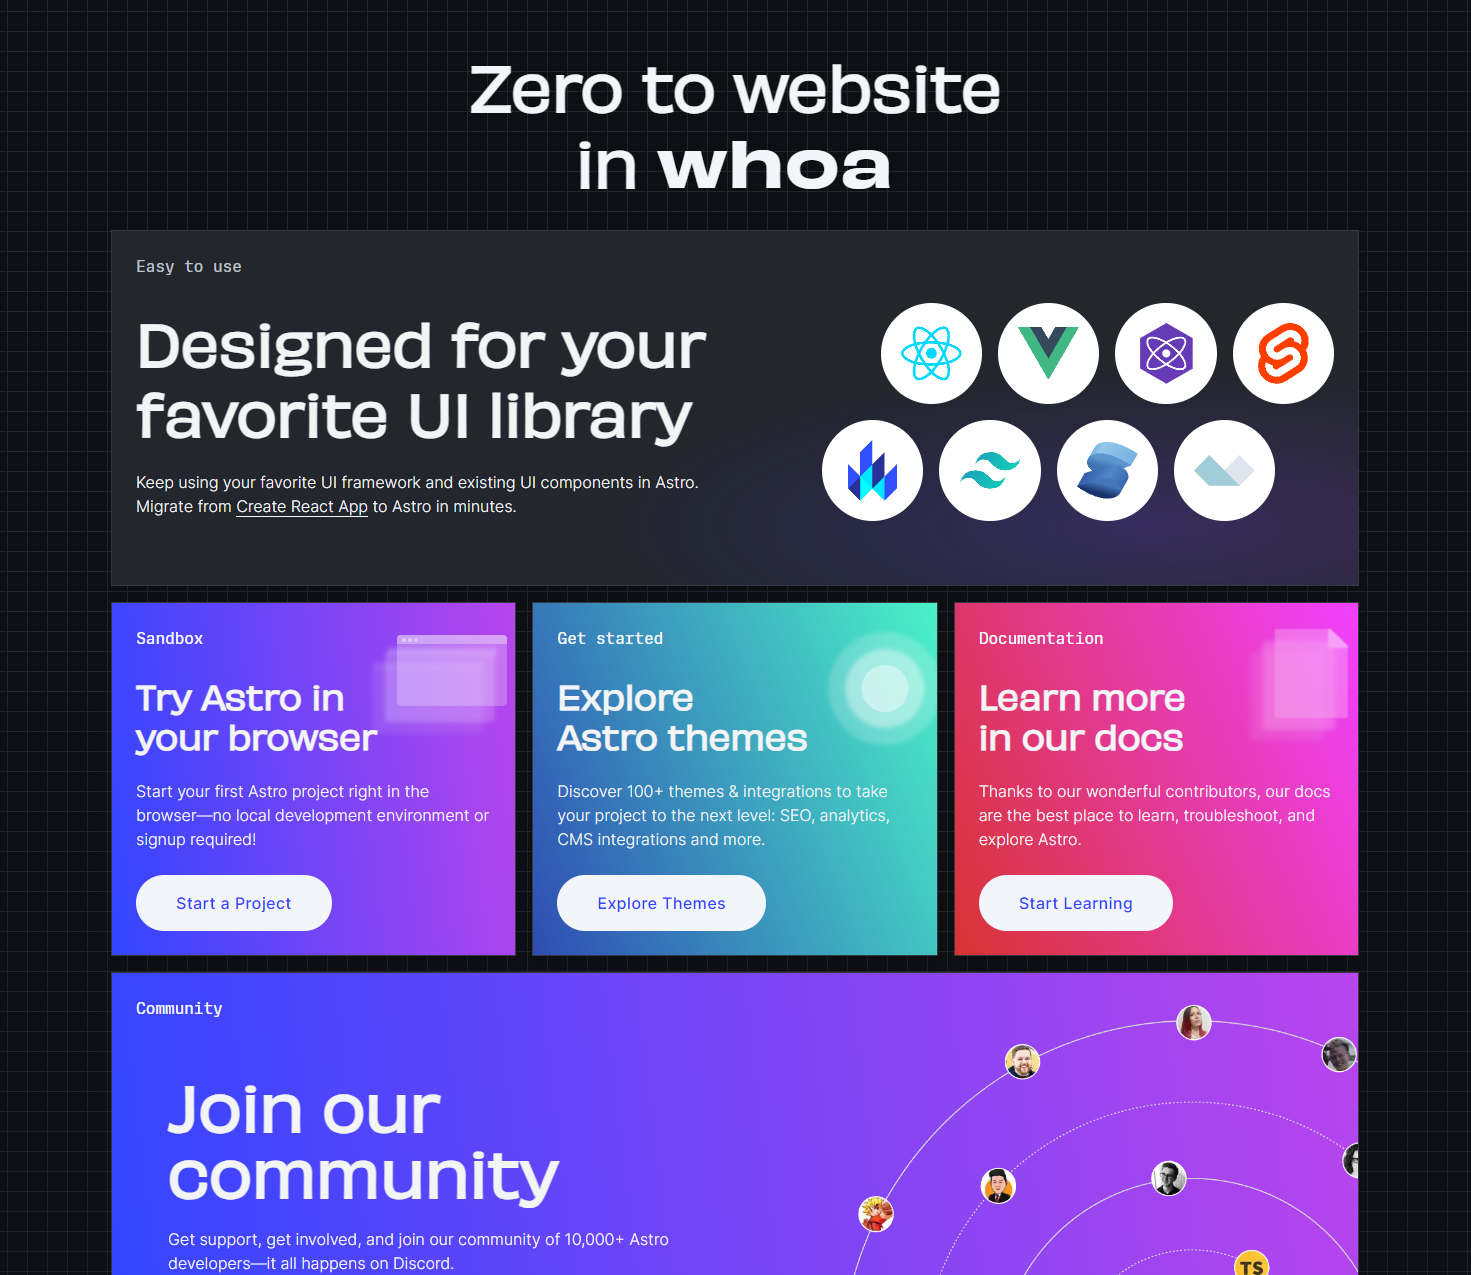 Zero to website
in whoa
Easy to use
Designed for your
favorite UI library
Keep using your favorite UI framework and existing UI components in Astro.
Migrate from Create React App to Astro in minutes.
Sandbox
Try Astro in
your browser
Start your first Astro project right in the
browser—no local development environment or
signup required!
Start a Project
Get started
Explore
Astro themes
Discover 100+ themes & integrations to take
your project to the next level: SEO, analytics,
CMS integrations and more.
Explore Themes
Documentation
Learn more
in our docs
Thanks to our wonderful contributors, our docs
are the best place to learn, troubleshoot, and
explore Astro.
Start Learning
Community
Join our
community
Get support, get involved, and join our community of 10,000+ Astro
developers—it all happens on Discord.
TS